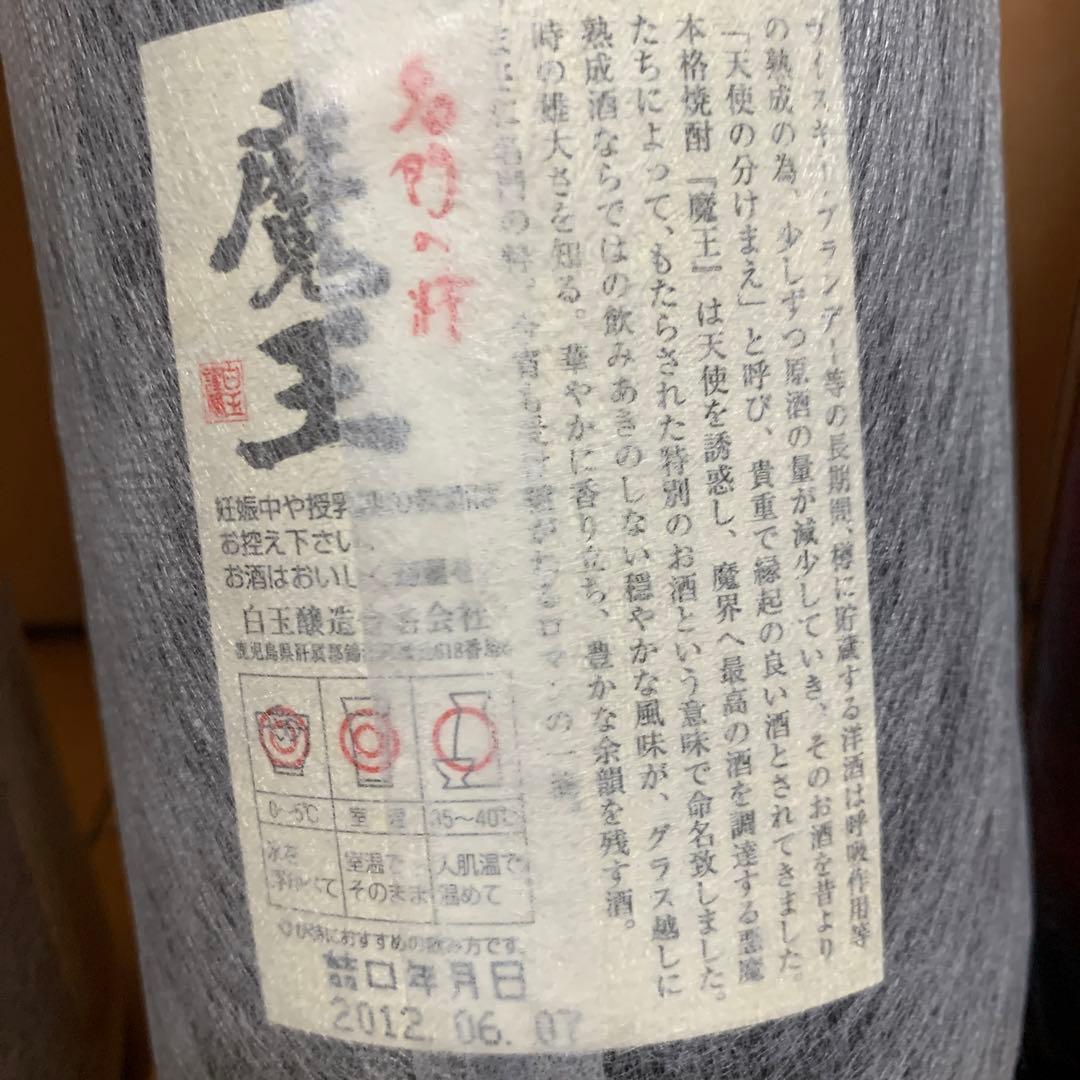 ウイスキー・ブランデー等の長期間、樽に貯蔵する洋酒は呼吸作用等
の熟成の為、少しずつ原酒の量が減少していき、そのお酒を昔より
「天使の分けまえ」と呼び、貴重で縁起の良い酒とされてきました。
本格焼酎『魔王』は天使を誘惑し、魔界へ最高の酒を調達する悪魔
たちによって、もたらされた特別のお酒という意味で命名致しました。
熟成酒ならではの飲みあきのしない穏やかな風味が、グラス越しに
時の雄大さを知る。華やかに香り立ち、豊かな余韻を残す酒。
名門の粋
名門の粋
魔王
白玉醸造
妊娠中や授乳
お控え下さい
お酒はおいし
白玉醸造合名会社
鹿児島県肝属郡錦
0〜5℃
室温
35〜40℃
氷を
浮かべて
室温で
そのまま
人肌温で
温めて
◎は特におすすめの飲み方です。
詰口年月日
2012.06.07